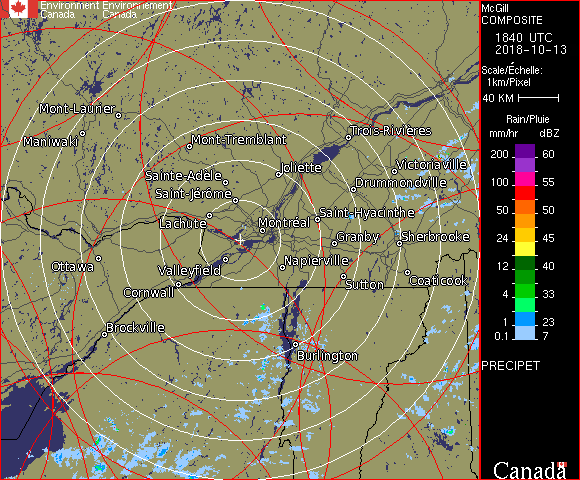 Environment Environnement
Canada Canada
McGill
COMPOSITE
1840 UTC
2018-10-13
Scale/Échelle:
1km/Pixel
40 KM
Rain/Pluie
mm/hr dBZ
200 60
150 57
100 55
50 50
24 45
12 40
4 33
1 23
0.1 7
PRECIPET
Canada
Mont-Laurier
Maniwaki
Mont-Tremblant
Trois-Rivières
Victoriaville
Joliette
Sainte-Adèle
Drummondville
Saint-Jérôme
Lachute
Saint-Hyacinthe
Montréal
Granby
Sherbrooke
Ottawa
Valleyfield
Napierville
Coaticook
Sutton
Cornwall
Brockville
Burlington